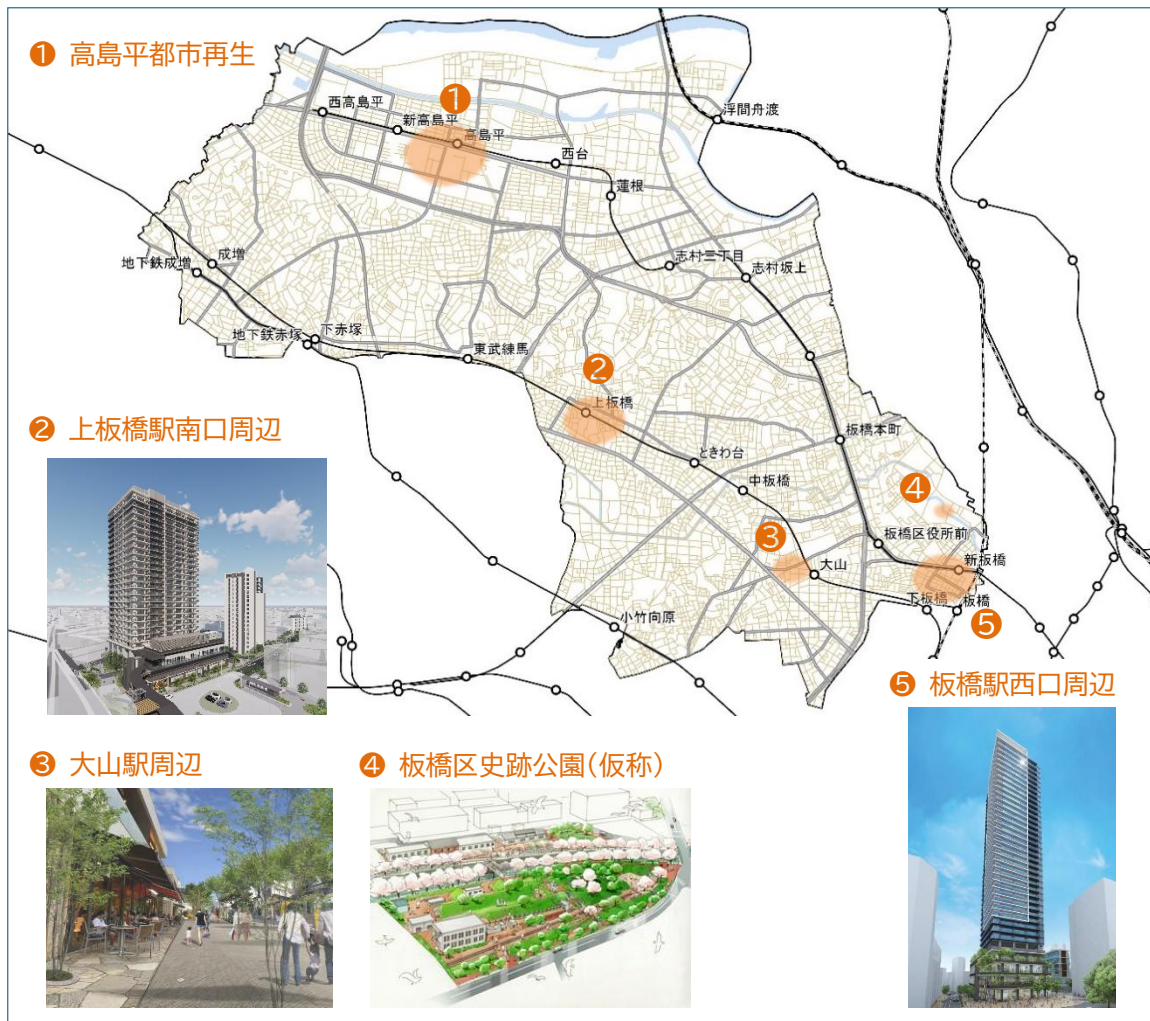 ❶ 高島平都市再生
❶
西高島平
新高島平
高島平
西台
蓮根
浮間舟渡
成増
地下鉄成増
志村三丁目
志村坂上
地下鉄赤塚
下赤塚
東武練馬
❷
上板橋
ときわ台
中板橋
板橋本町
❹
❸
大山
板橋区役所前
新板橋
下板橋
板橋
❺
小竹向原
❷ 上板橋駅南口周辺
❺ 板橋駅西口周辺
❸ 大山駅周辺
❹ 板橋区史跡公園(仮称)